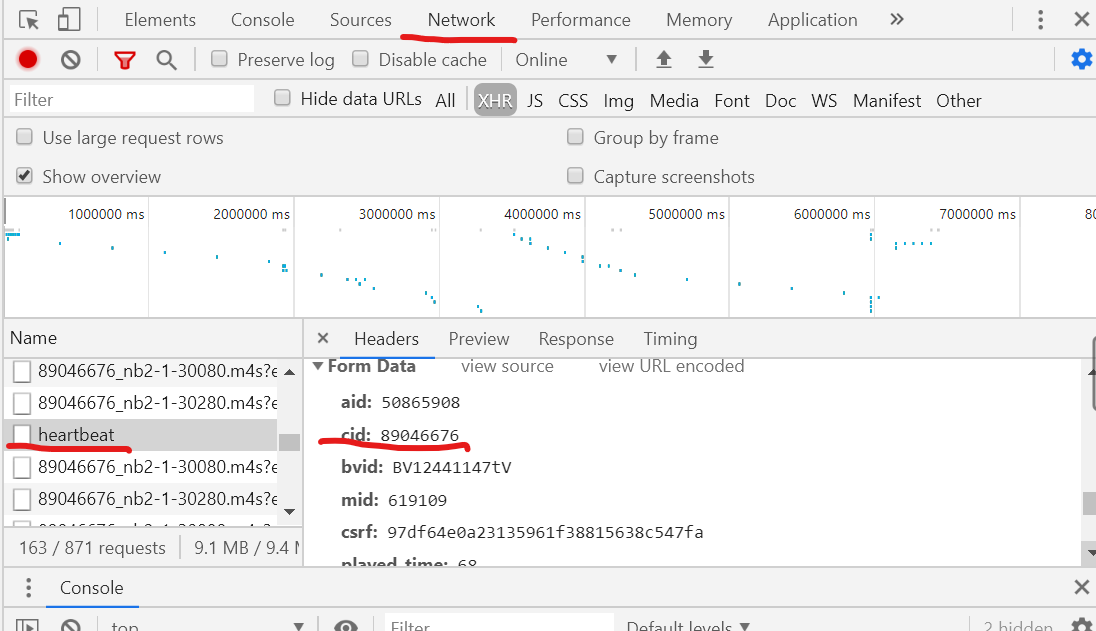 Elements Console Sources Network Performance Memory Application »
Preserve log Disable cache Online
Filter Hide data URLs All XHR JS CSS Img Media Font Doc WS Manifest Other
Use large request rows Group by frame
Show overview Capture screenshots
1000000 ms 2000000 ms 3000000 ms 4000000 ms 5000000 ms 6000000 ms 7000000 ms 80
Name Headers Preview Response Timing
89046676_nb2-1-30080.m4s?e Form Data view source view URL encoded
89046676_nb2-1-30280.m4s?e aid: 50865908
heartbeat cid: 89046676
89046676_nb2-1-30080.m4s?e bvid: BV12441147tV
89046676_nb2-1-30280.m4s?e mid: 619109
csrf: 97df64e0a23135961f38815638c547fa
163 / 871 requests 9.1 MB / 9.4 M played_time: 68
Console
top Filter Default levels 2 hidden